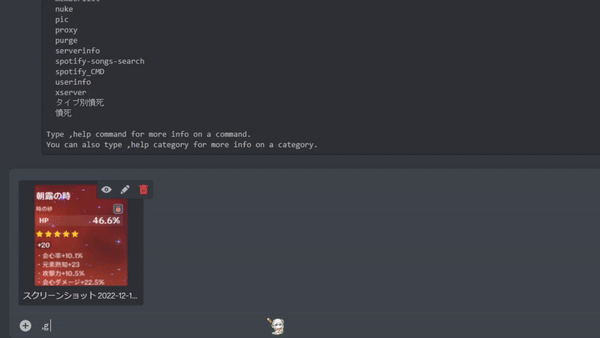 nuke
pic
proxy
purge
serverinfo
spotify-songs-search
spotify_CMD
userinfo
xserver
タイプ別憤死
憤死
Type ,help command for more info on a command.
You can also type ,help category for more info on a category.
朝露の時
時の砂
HP 46.6%
+20
・会心率+10.1%
・元素熟知+23
・攻撃力+10.5%
・会心ダメージ+22.5%
スクリーンショット 2022-12-1...
,g